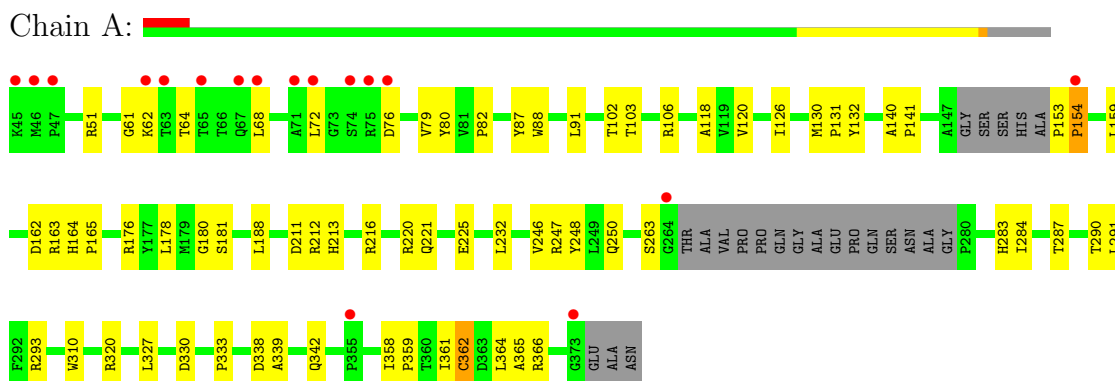 Chain A:
K45 M46 P47 R51 G61 K62 T63 T64 T65 T66 Q67 L68 A71 L72 G73 S74 R75 D76 V79 Y80 V81 P82 Y87 W88 L91 T102 T103 R106 A118 V119 V120 I126 M130 P131 Y132 A140 P141 A147 GLY SER SER HIS ALA P153 P154 L159
D162 R163 H164 P165 R176 Y177 L178 M179 G180 S181 L188 D211 R212 H213 R216 R220 Q221 E225 L232 V246 R247 Y248 L249 Q250 S263 G264 THR ALA VAL PRO PRO GLN GLY GLY ALA GLU PRO GLN SER ASN ALA GLY P280 H283 I284 T287 T290 L291
F292 R293 W310 R320 L327 D330 P333 D338 A339 Q342 P355 I358 P359 T360 I361 C362 D363 L364 A365 R366 G373 GLU ALA ASN